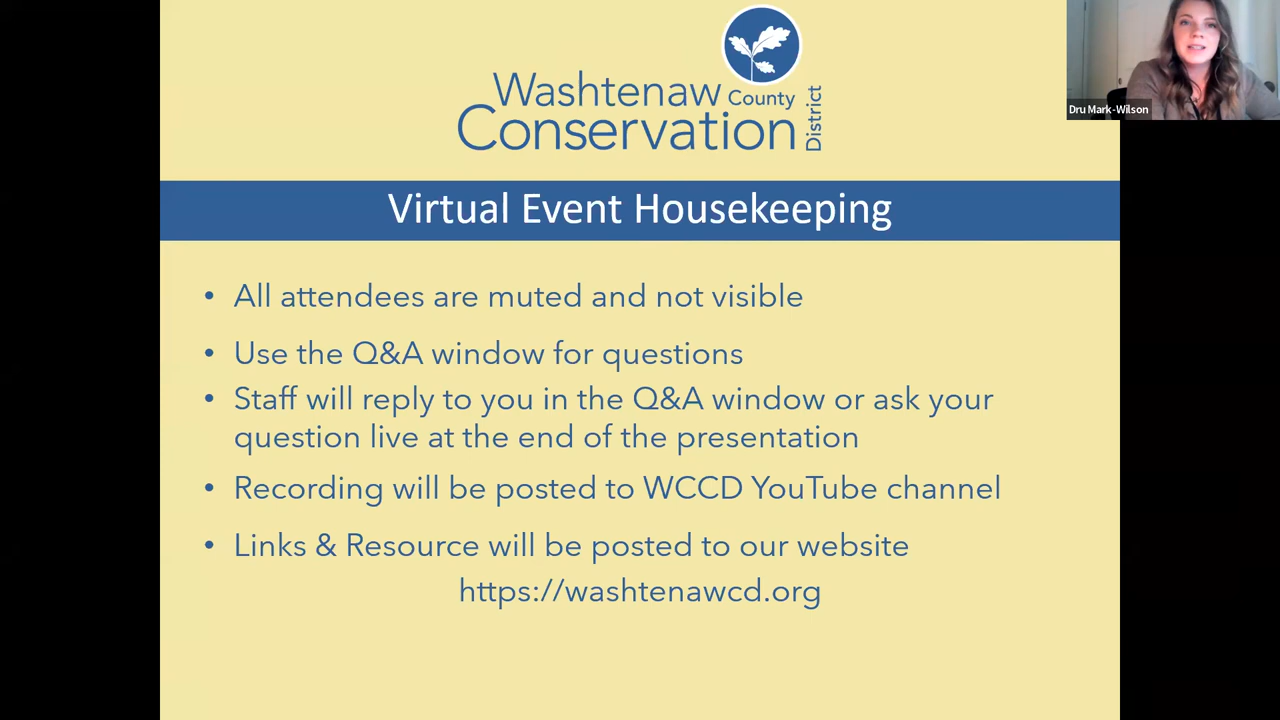 Washtenaw County
Conservation District
Dru Mark-Wilson
Virtual Event Housekeeping
• All attendees are muted and not visible
• Use the Q&A window for questions
• Staff will reply to you in the Q&A window or ask your
question live at the end of the presentation
• Recording will be posted to WCCD YouTube channel
• Links & Resource will be posted to our website
https://washtenawcd.org